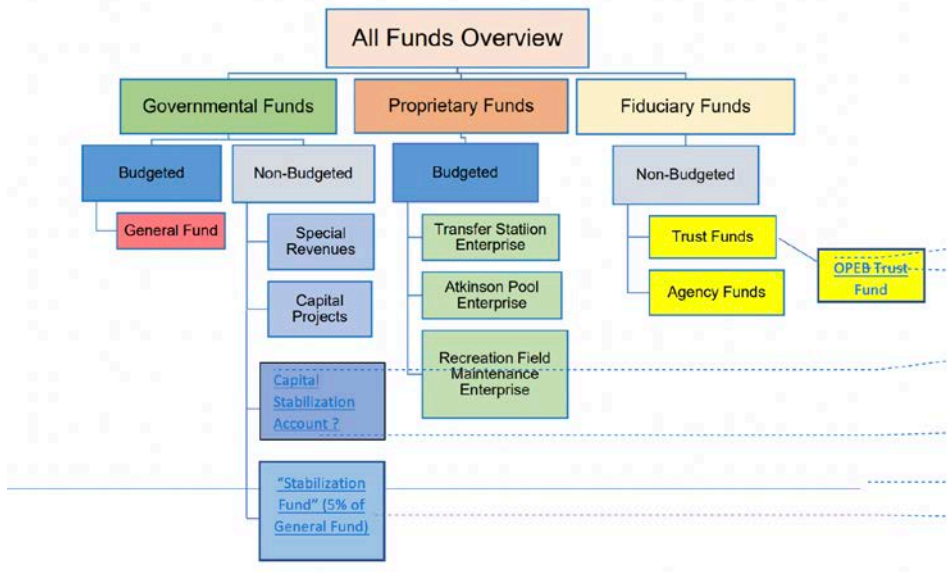 All Funds Overview
Governmental Funds
Proprietary Funds
Fiduciary Funds
Budgeted
Non-Budgeted
Budgeted
Non-Budgeted
General Fund
Special
Revenues
Capital
Projects
Capital
Stabilization
Account ?
"Stabilization
Fund" (5% of
General Fund)
Transfer Statiion
Enterprise
Atkinson Pool
Enterprise
Recreation Field
Maintenance
Enterprise
Trust Funds
Agency Funds
OPEB Trust
Fund